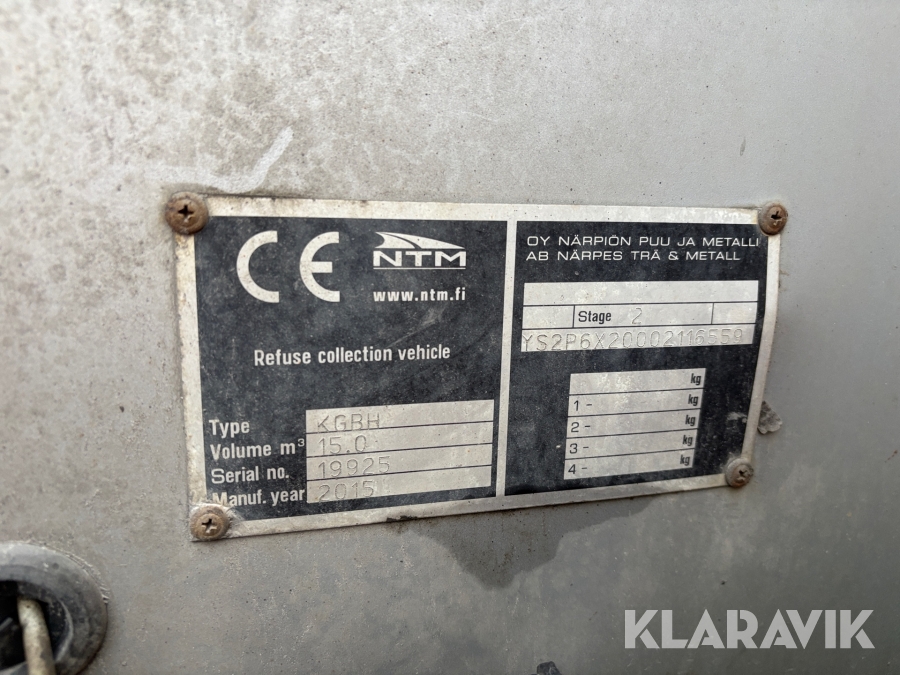 CE NTM
www.ntm.fi
Refuse collection vehicle
Type KGBH
Volume m³ 15.0
Serial no. 19925
Manuf. year 2015
OY NÄRPIÖN PUU JA METALLI
AB NÄRPES TRÄ & METALL
Stage 2
YS2P6X20002116559
kg
1 - kg
2 - kg
3 - kg
4 - kg
KLARAVIK